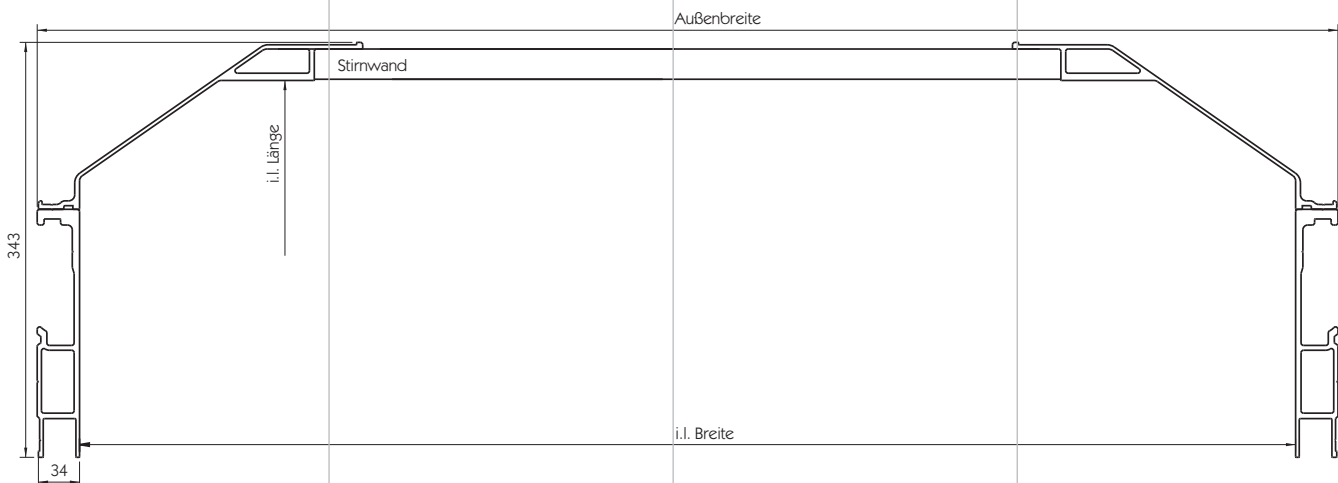 Außenbreite
Stirnwand
i.l. Länge
343
i.l. Breite
34